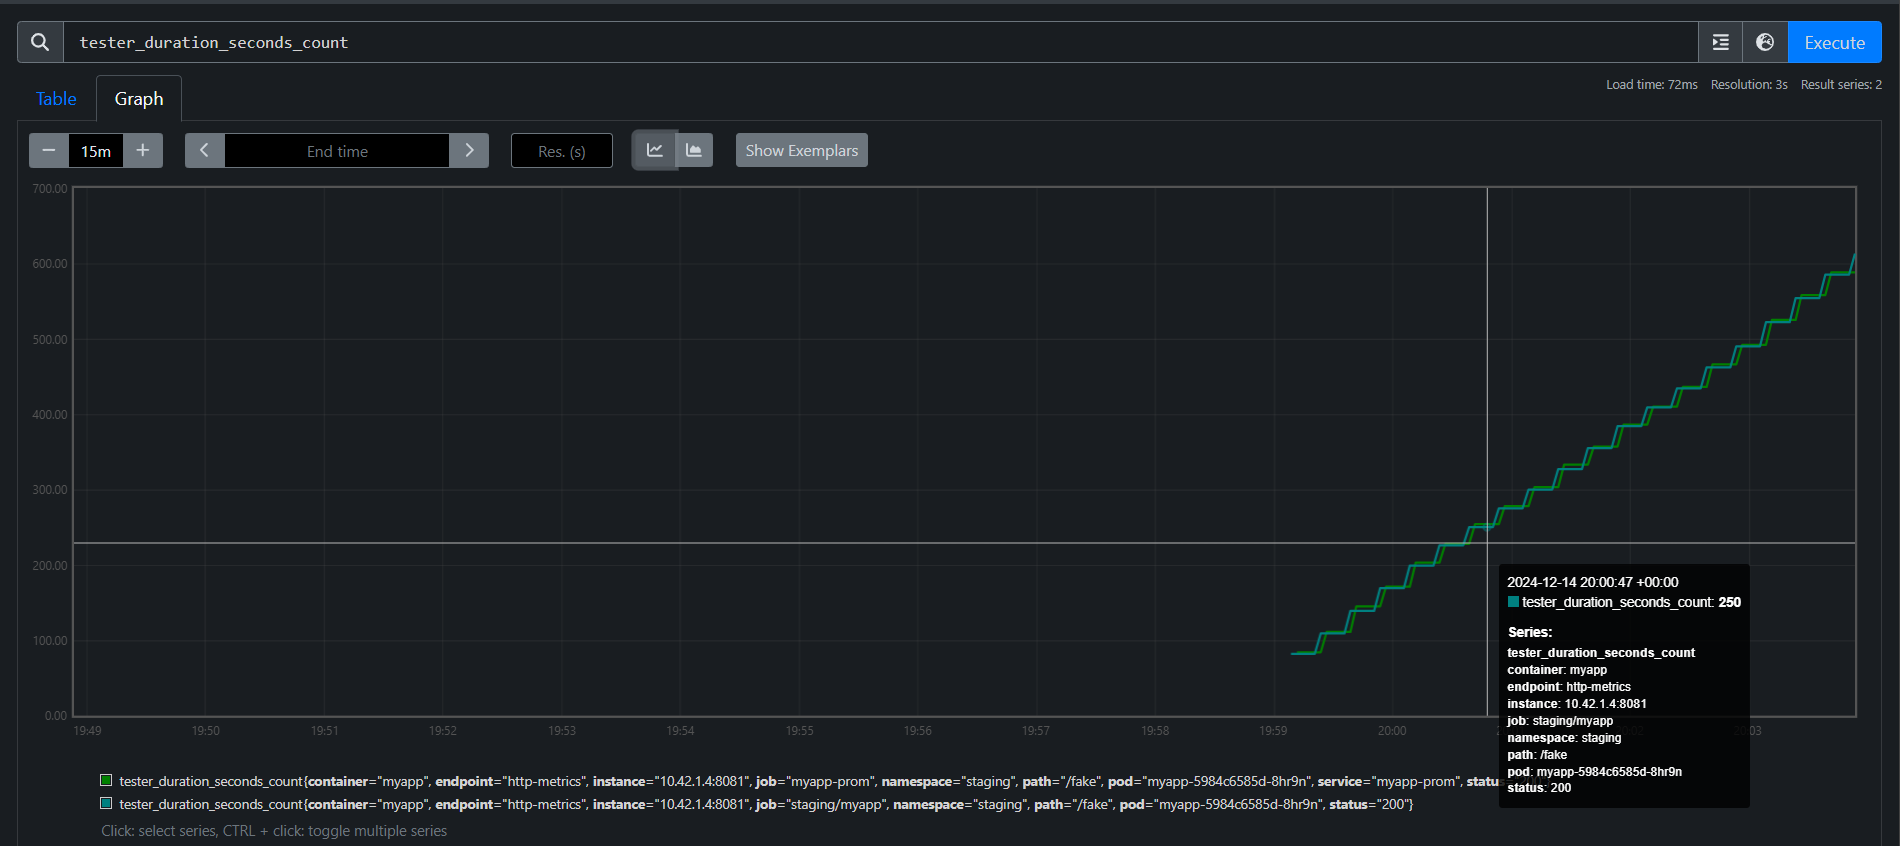 tester_duration_seconds_count
Execute
Table Graph
Load time: 72ms Resolution: 3s Result series: 2
15m End time Res. (s) Show Exemplars
700.00
600.00
500.00
400.00
300.00
200.00
100.00
0.00
19:49 19:50 19:51 19:52 19:53 19:54 19:55 19:56 19:57 19:58 19:59 20:00 20:03
2024-12-14 20:00:47 +00:00
tester_duration_seconds_count: 250
Series:
tester_duration_seconds_count
container: myapp
endpoint: http-metrics
instance: 10.42.1.4:8081
job: staging/myapp
namespace: staging
path: /fake
pod: myapp-5984c6585d-8hr9n
status: 200
tester_duration_seconds_count{container="myapp", endpoint="http-metrics", instance="10.42.1.4:8081", job="myapp-prom", namespace="staging", path="/fake", pod="myapp-5984c6585d-8hr9n", service="myapp-prom", status
tester_duration_seconds_count{container="myapp", endpoint="http-metrics", instance="10.42.1.4:8081", job="staging/myapp", namespace="staging", path="/fake", pod="myapp-5984c6585d-8hr9n", status="200"}
Click: select series, CTRL + click: toggle multiple series